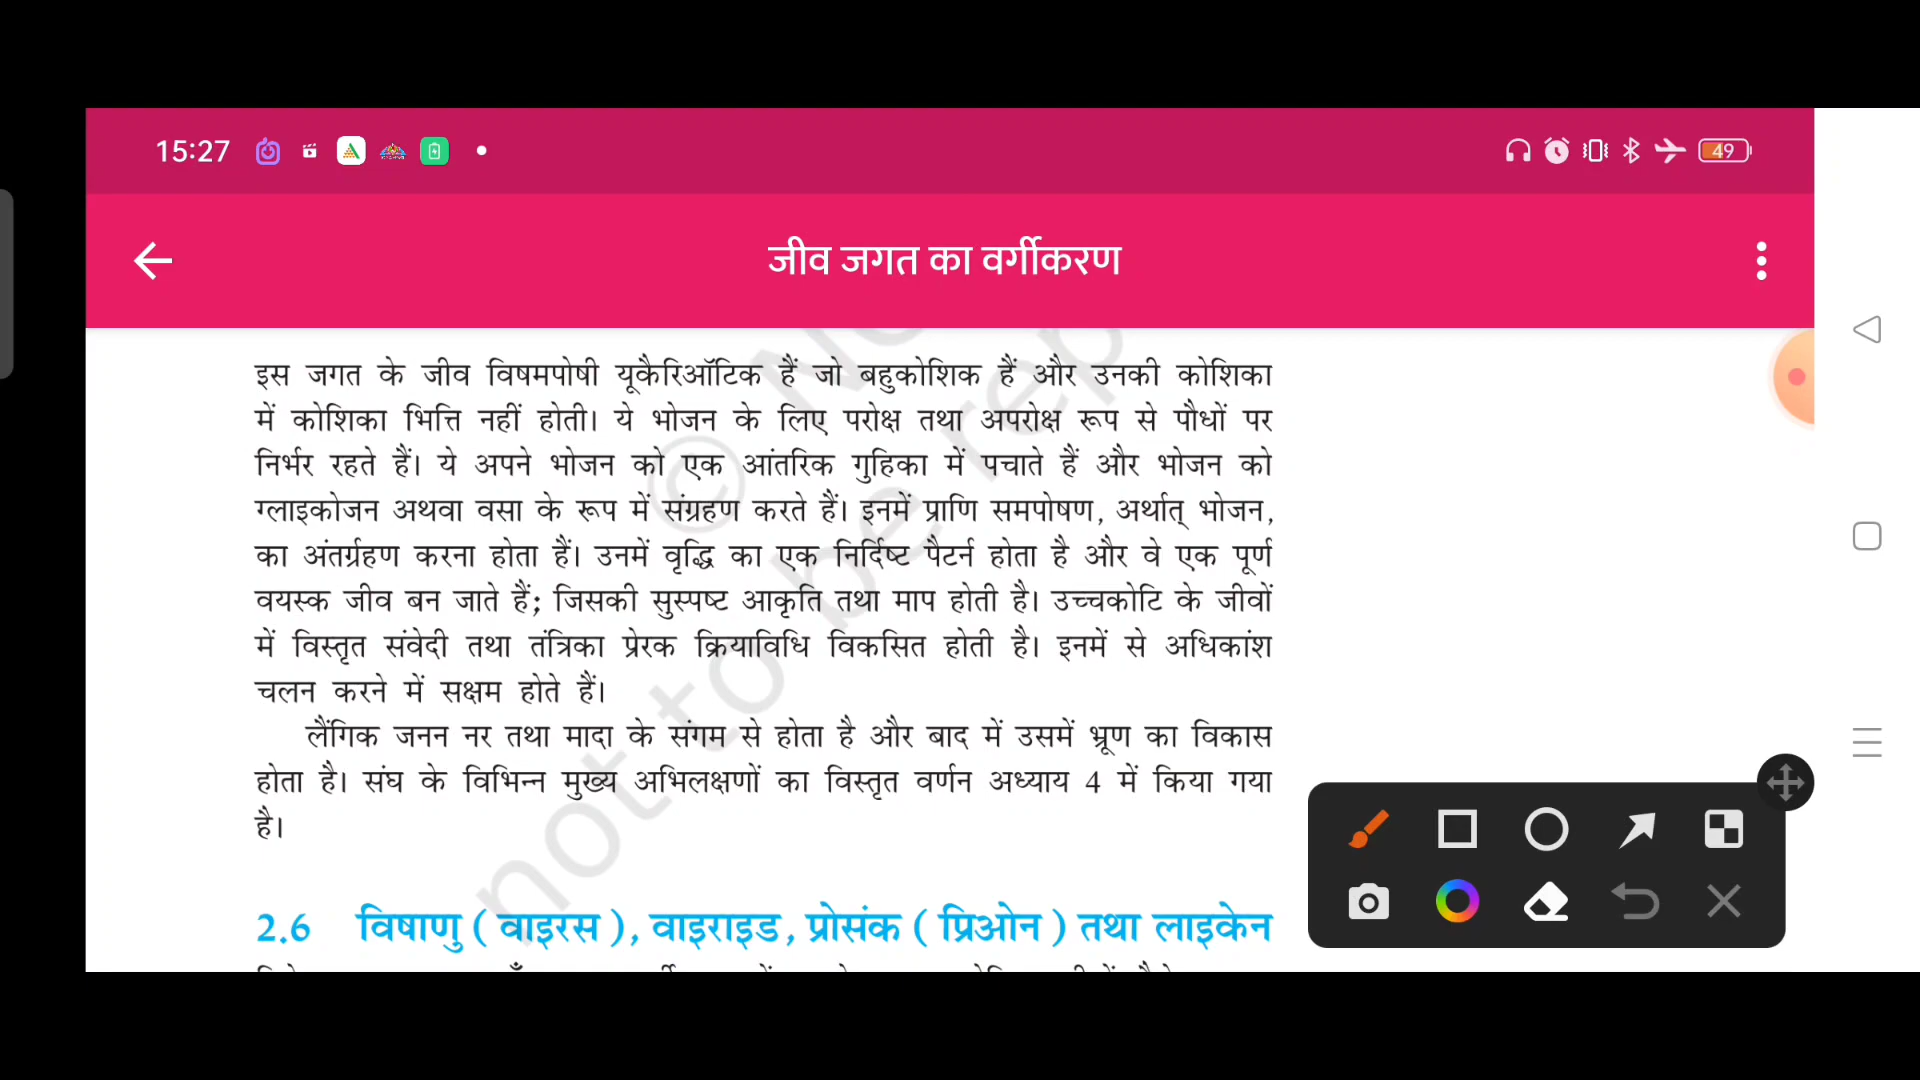 15:27
49
जीव जगत का वर्गीकरण
इस जगत के जीव विषमपोषी यूकैरिऑटिक हैं जो बहुकोशिक हैं और उनकी कोशिका
में कोशिका भित्ति नहीं होती। ये भोजन के लिए परोक्ष तथा अपरोक्ष रूप से पौधों पर
निर्भर रहते हैं। ये अपने भोजन को एक आंतरिक गुहिका में पचाते हैं और भोजन को
ग्लाइकोजन अथवा वसा के रूप में संग्रहण करते हैं। इनमें प्राणि समपोषण, अर्थात् भोजन,
का अंतर्ग्रहण करना होता हैं। उनमें वृद्धि का एक निर्दिष्ट पैटर्न होता है और वे एक पूर्ण
वयस्क जीव बन जाते हैं; जिसकी सुस्पष्ट आकृति तथा माप होती है। उच्चकोटि के जीवों
में विस्तृत संवेदी तथा तंत्रिका प्रेरक क्रियाविधि विकसित होती है। इनमें से अधिकांश
चलन करने में सक्षम होते हैं।
लैंगिक जनन नर तथा मादा के संगम से होता है और बाद में उसमें भ्रूण का विकास
होता है। संघ के विभिन्न मुख्य अभिलक्षणों का विस्तृत वर्णन अध्याय 4 में किया गया
है।
2.6 विषाणु ( वाइरस ), वाइराइड, प्रोसंक ( प्रिओन ) तथा लाइकेन
©
not to be rep